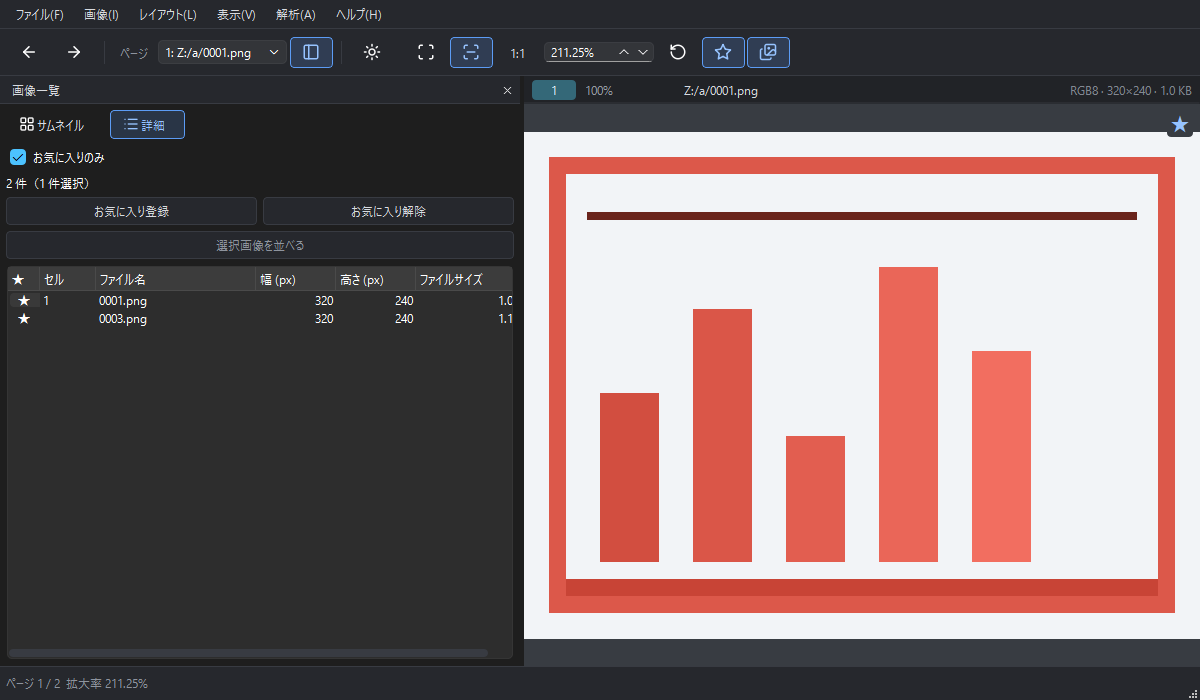 ファイル(F) 画像(I) レイアウト(L) 表示(V) 解析(A) ヘルプ(H)
ページ 1: Z:/a/0001.png 1:1 211.25%
画像一覧
1 100% Z:/a/0001.png RGB8 · 320×240 · 1.0 KB
サムネイル 詳細
お気に入りのみ
2 件（1 件選択）
お気に入り登録 お気に入り解除
選択画像を並べる
★ セル ファイル名 幅 (px) 高さ (px) ファイルサイズ
★ 1 0001.png 320 240 1.0
★ 0003.png 320 240 1.1
ページ 1 / 2 拡大率 211.25%